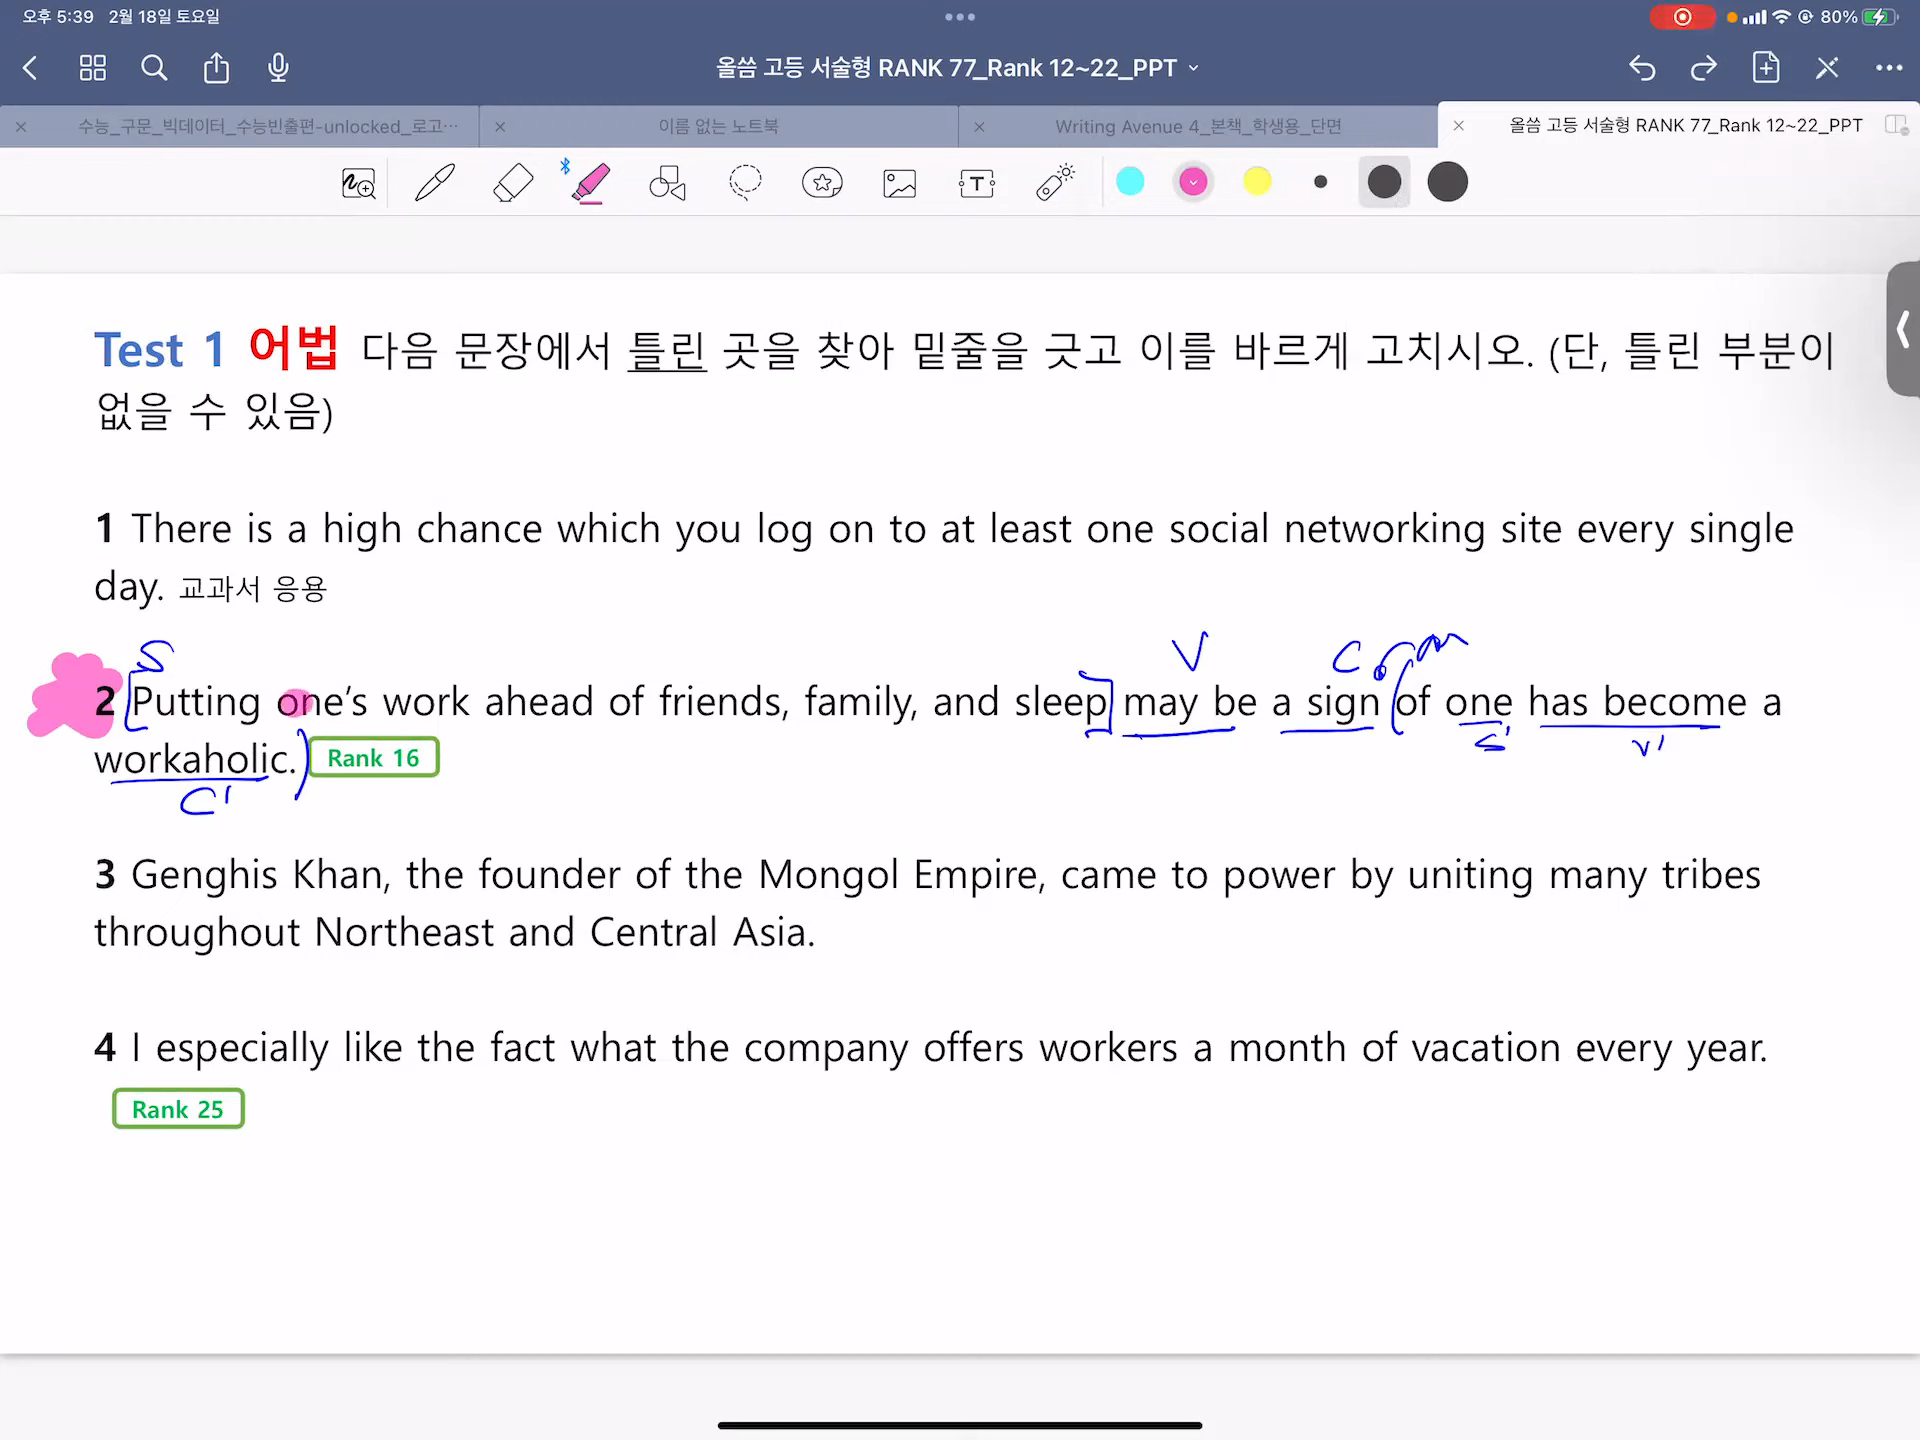 오후 5:39 2월 18일 토요일
80%
올씀 고등 서술형 RANK 77_Rank 12~22_PPT
수능_구문_빅데이터_수능빈출편-unlocked_로고…
이름 없는 노트북
Writing Avenue 4_본책_학생용_단면
올씀 고등 서술형 RANK 77_Rank 12~22_PPT
Test 1 어법 다음 문장에서 틀린 곳을 찾아 밑줄을 긋고 이를 바르게 고치시오. (단, 틀린 부분이
없을 수 있음)
1 There is a high chance which you log on to at least one social networking site every single
day. 교과서 응용
S V C
2 [Putting one's work ahead of friends, family, and sleep] may be a sign (of one has become a
S' V'
workaholic.) Rank 16
C'
3 Genghis Khan, the founder of the Mongol Empire, came to power by uniting many tribes
throughout Northeast and Central Asia.
4 I especially like the fact what the company offers workers a month of vacation every year.
Rank 25